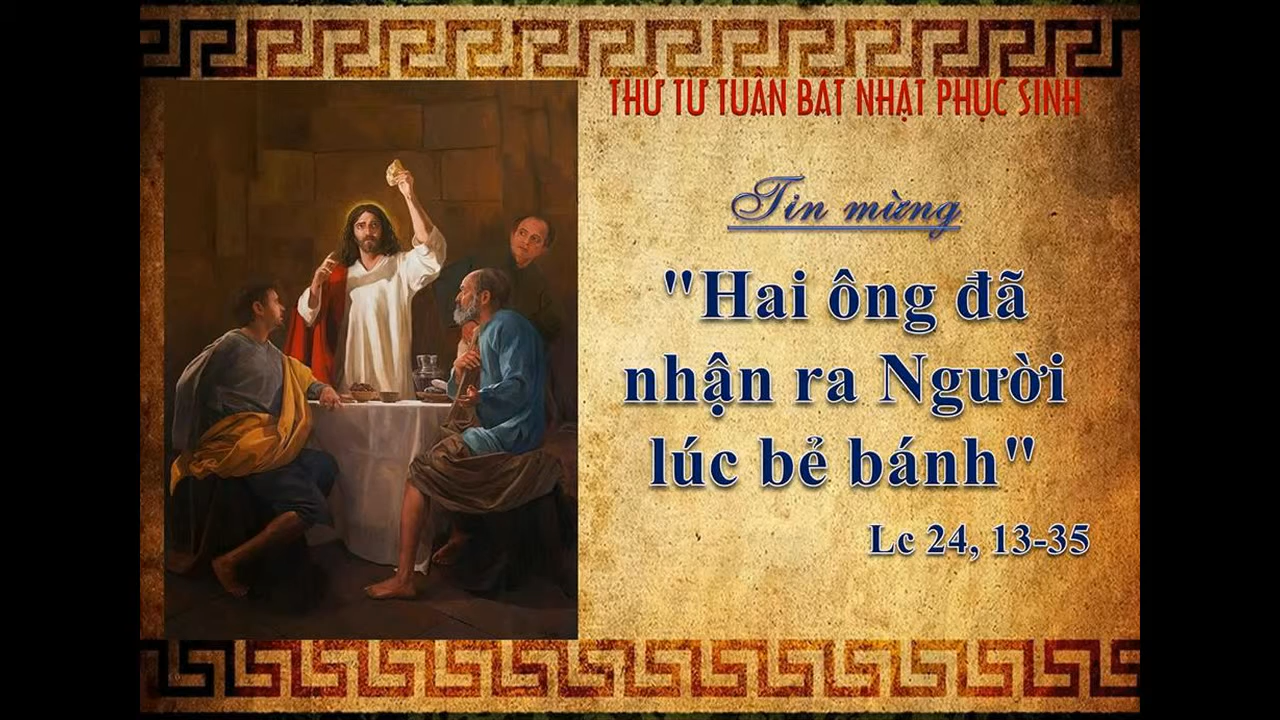 THỨ TƯ TUẦN BÁT NHẬT PHỤC SINH
Tin mừng
"Hai ông đã
nhận ra Người
lúc bẻ bánh"
Lc 24, 13-35